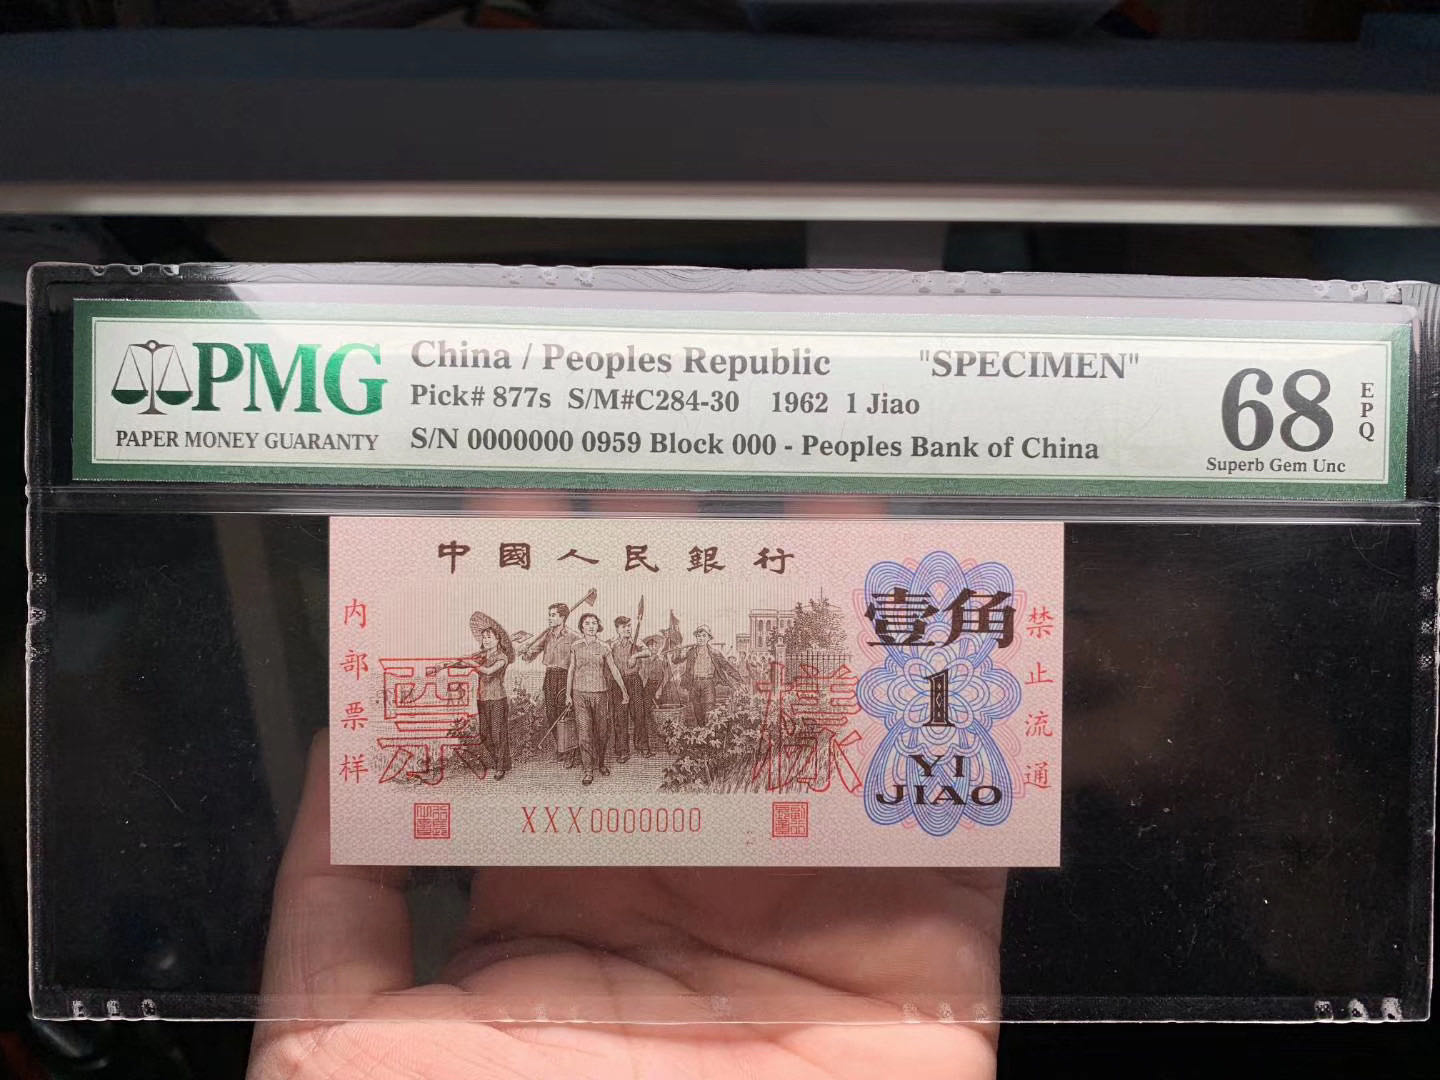 PMG
PAPER MONEY GUARANTY
China / Peoples Republic "SPECIMEN"
Pick# 877s S/M#C284-30 1962 1 Jiao
S/N 0000000 0959 Block 000 - Peoples Bank of China
68
EPQ
Superb Gem Unc
中國人民銀行
内部票样
票樣
壹角
1
YI
JIAO
禁止流通
XXX0000000